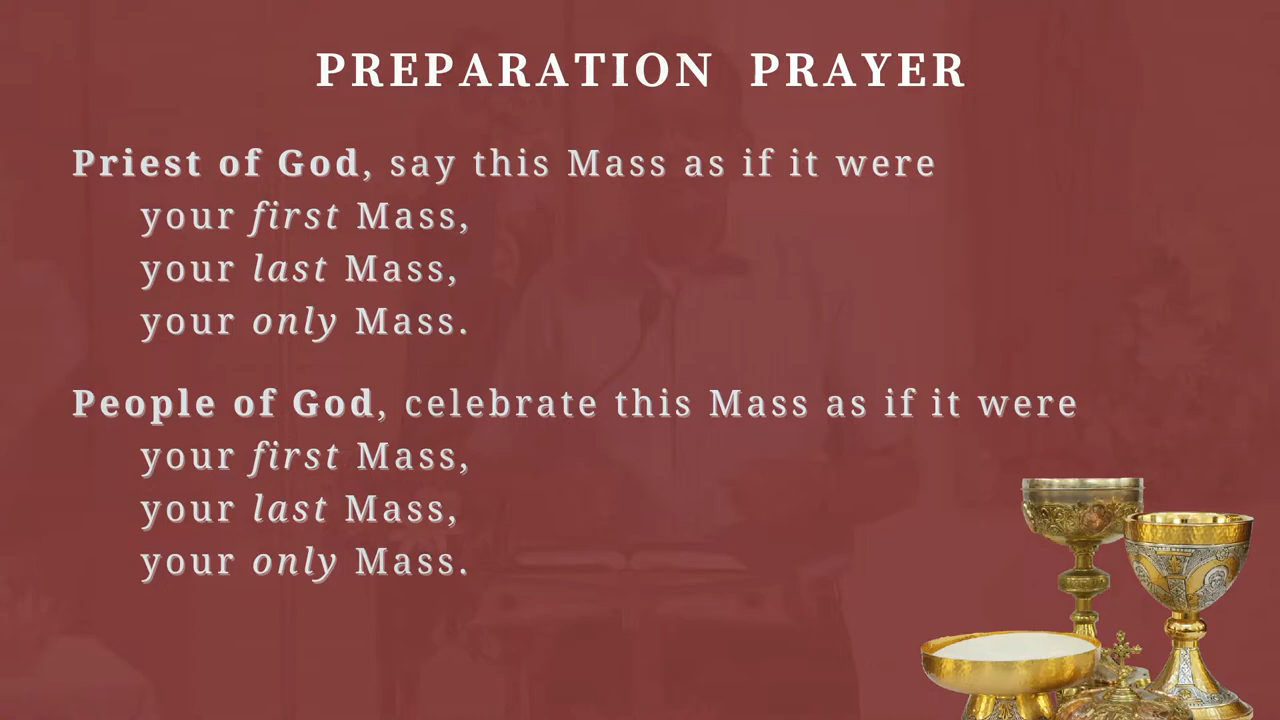 PREPARATION PRAYER
Priest of God, say this Mass as if it were
your first Mass,
your last Mass,
your only Mass.
People of God, celebrate this Mass as if it were
your first Mass,
your last Mass,
your only Mass.